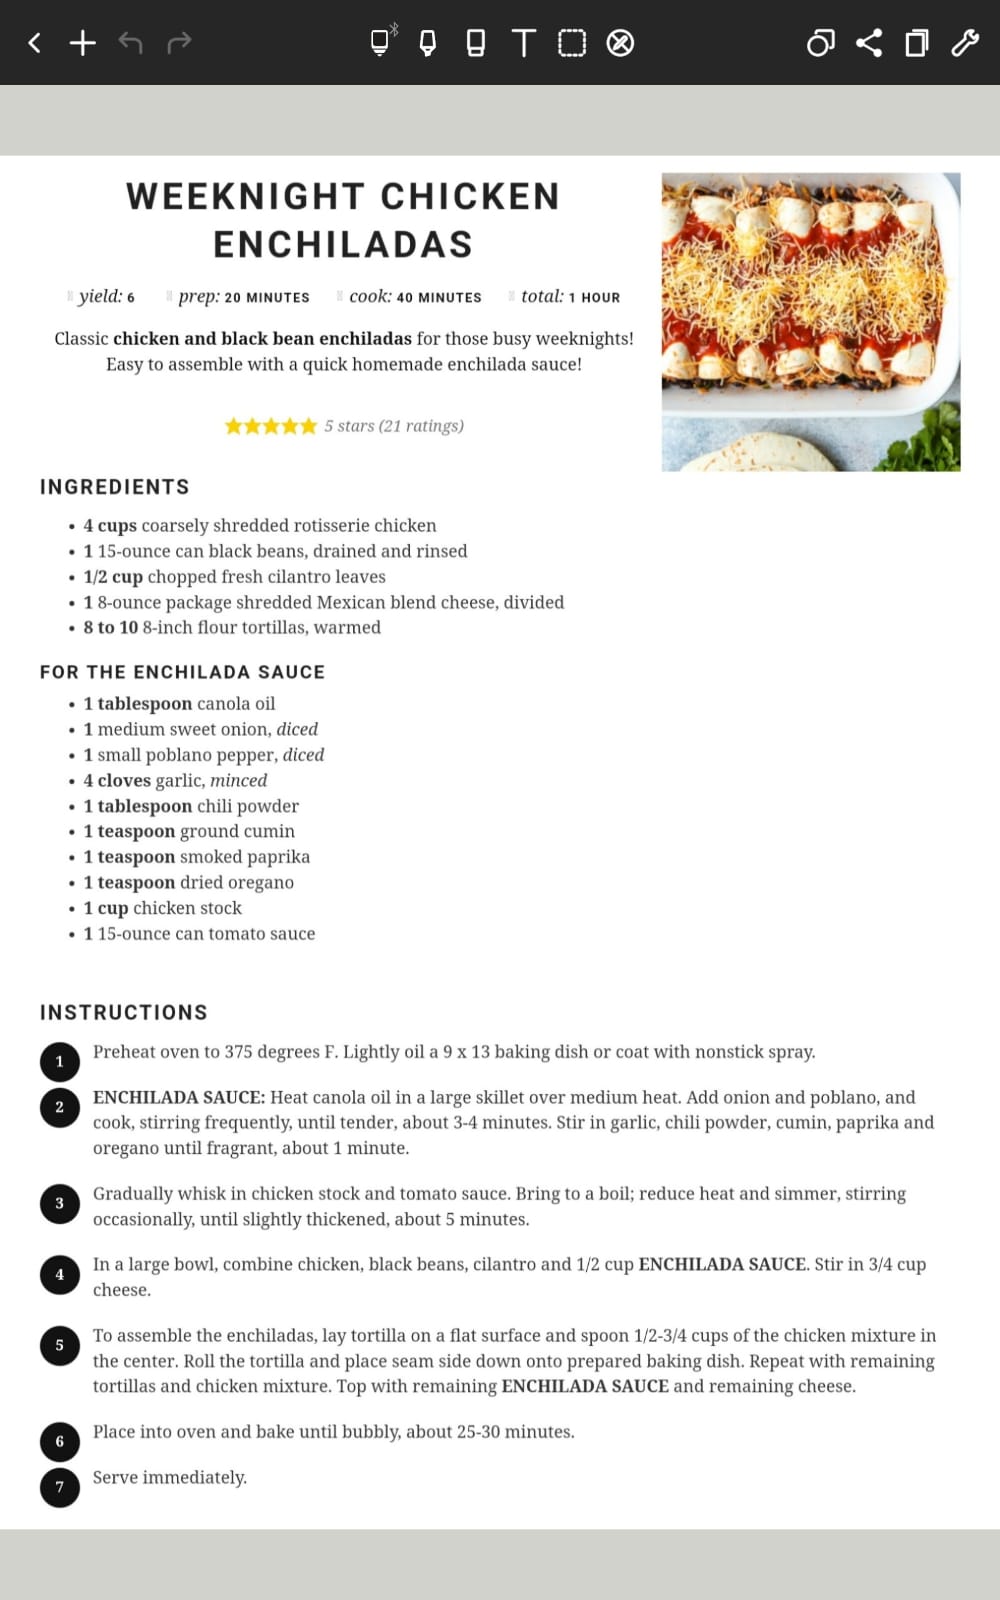 WEEKNIGHT CHICKEN
ENCHILADAS
yield: 6 prep: 20 MINUTES cook: 40 MINUTES total: 1 HOUR
Classic chicken and black bean enchiladas for those busy weeknights!
Easy to assemble with a quick homemade enchilada sauce!
5 stars (21 ratings)
INGREDIENTS
• 4 cups coarsely shredded rotisserie chicken
• 1 15-ounce can black beans, drained and rinsed
• 1/2 cup chopped fresh cilantro leaves
• 1 8-ounce package shredded Mexican blend cheese, divided
• 8 to 10 8-inch flour tortillas, warmed
FOR THE ENCHILADA SAUCE
• 1 tablespoon canola oil
• 1 medium sweet onion, diced
• 1 small poblano pepper, diced
• 4 cloves garlic, minced
• 1 tablespoon chili powder
• 1 teaspoon ground cumin
• 1 teaspoon smoked paprika
• 1 teaspoon dried oregano
• 1 cup chicken stock
• 1 15-ounce can tomato sauce
INSTRUCTIONS
1 Preheat oven to 375 degrees F. Lightly oil a 9 x 13 baking dish or coat with nonstick spray.
2 ENCHILADA SAUCE: Heat canola oil in a large skillet over medium heat. Add onion and poblano, and
cook, stirring frequently, until tender, about 3-4 minutes. Stir in garlic, chili powder, cumin, paprika and
oregano until fragrant, about 1 minute.
3 Gradually whisk in chicken stock and tomato sauce. Bring to a boil; reduce heat and simmer, stirring
occasionally, until slightly thickened, about 5 minutes.
4 In a large bowl, combine chicken, black beans, cilantro and 1/2 cup ENCHILADA SAUCE. Stir in 3/4 cup
cheese.
5 To assemble the enchiladas, lay tortilla on a flat surface and spoon 1/2-3/4 cups of the chicken mixture in
the center. Roll the tortilla and place seam side down onto prepared baking dish. Repeat with remaining
tortillas and chicken mixture. Top with remaining ENCHILADA SAUCE and remaining cheese.
6 Place into oven and bake until bubbly, about 25-30 minutes.
7 Serve immediately.